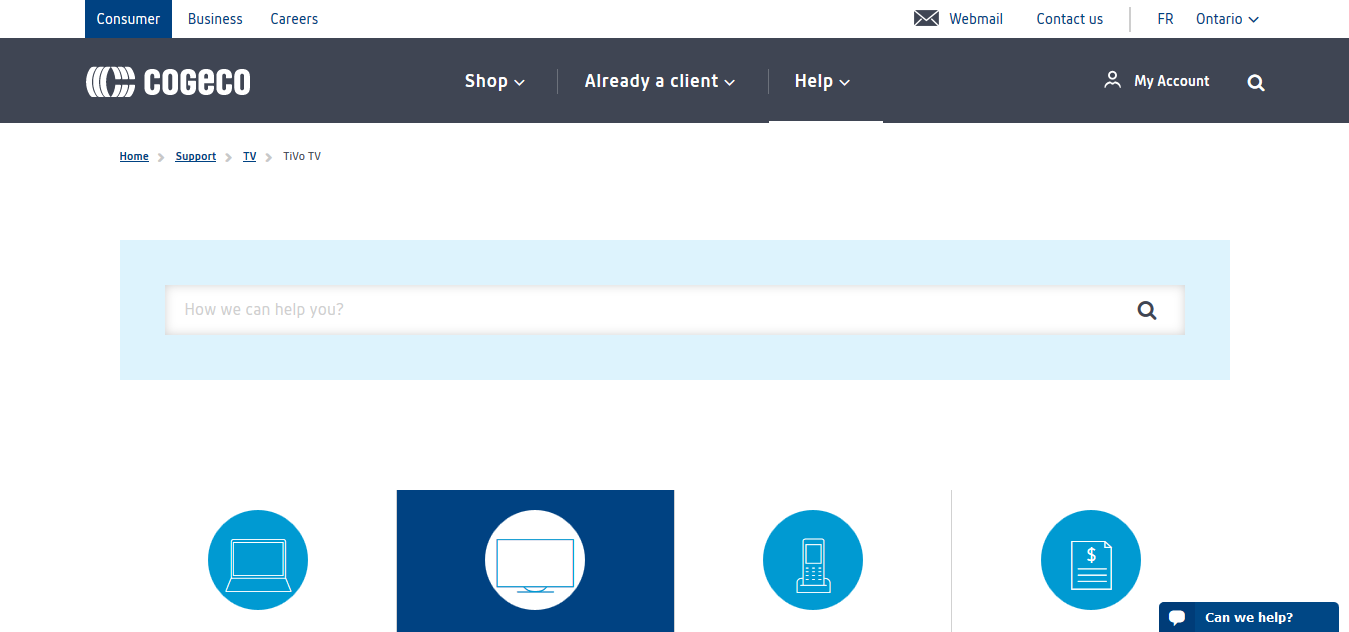 Consumer Business Careers Webmail Contact us FR Ontario
COGECO Shop Already a client Help My Account
Home Support TV TiVo TV
How we can help you?
$
Can we help?